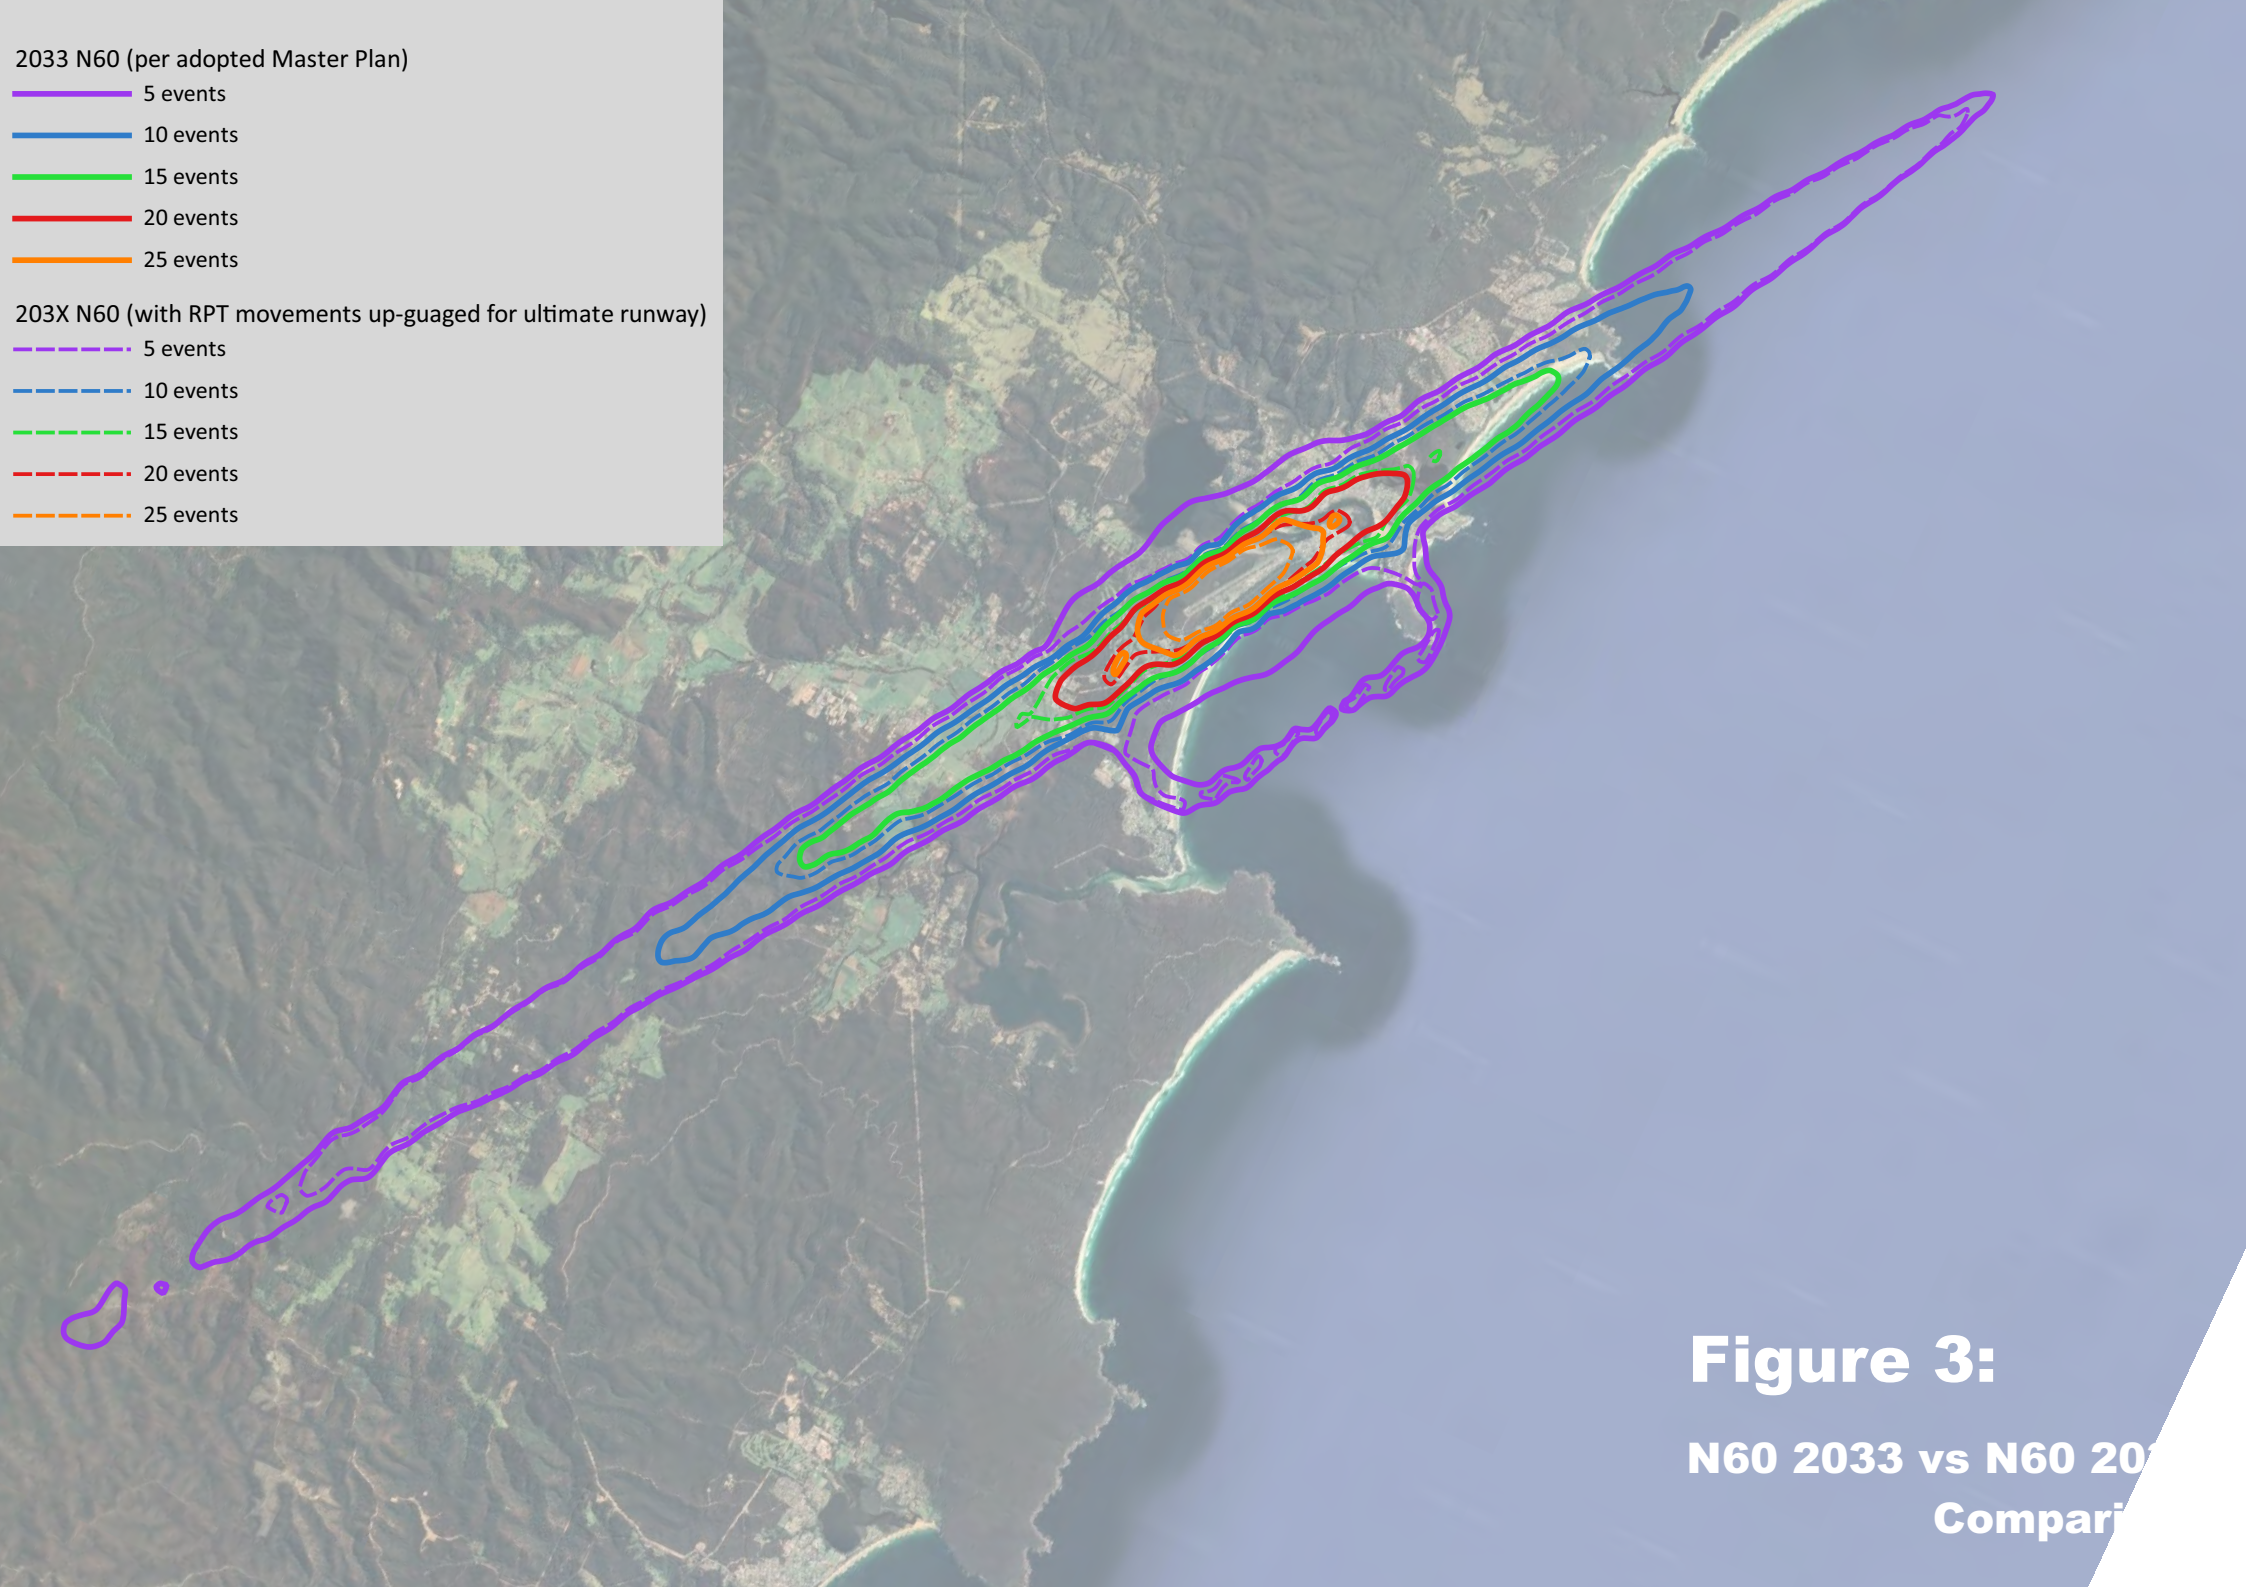 2033 N60 (per adopted Master Plan)
5 events
10 events
15 events
20 events
25 events
203X N60 (with RPT movements up-guaged for ultimate runway)
5 events
10 events
15 events
20 events
25 events
Figure 3:
N60 2033 vs N60